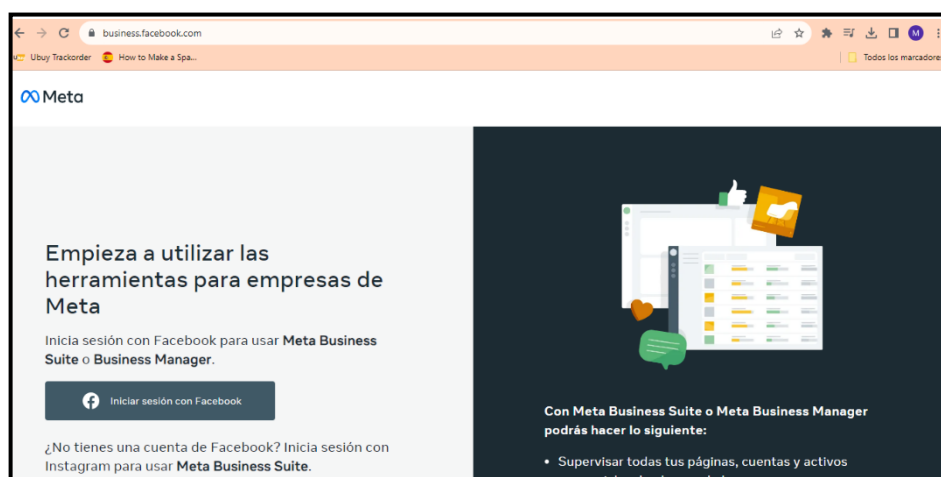 business.facebook.com
M
Ubuy Trackorder
How to Make a Spa...
Todos los marcadores
Meta
Empieza a utilizar las
herramientas para empresas de
Meta
Inicia sesión con Facebook para usar Meta Business
Suite o Business Manager.
Iniciar sesión con Facebook
¿No tienes una cuenta de Facebook? Inicia sesión con
Instagram para usar Meta Business Suite.
Con Meta Business Suite o Meta Business Manager
podrás hacer lo siguiente:
• Supervisar todas tus páginas, cuentas y activos